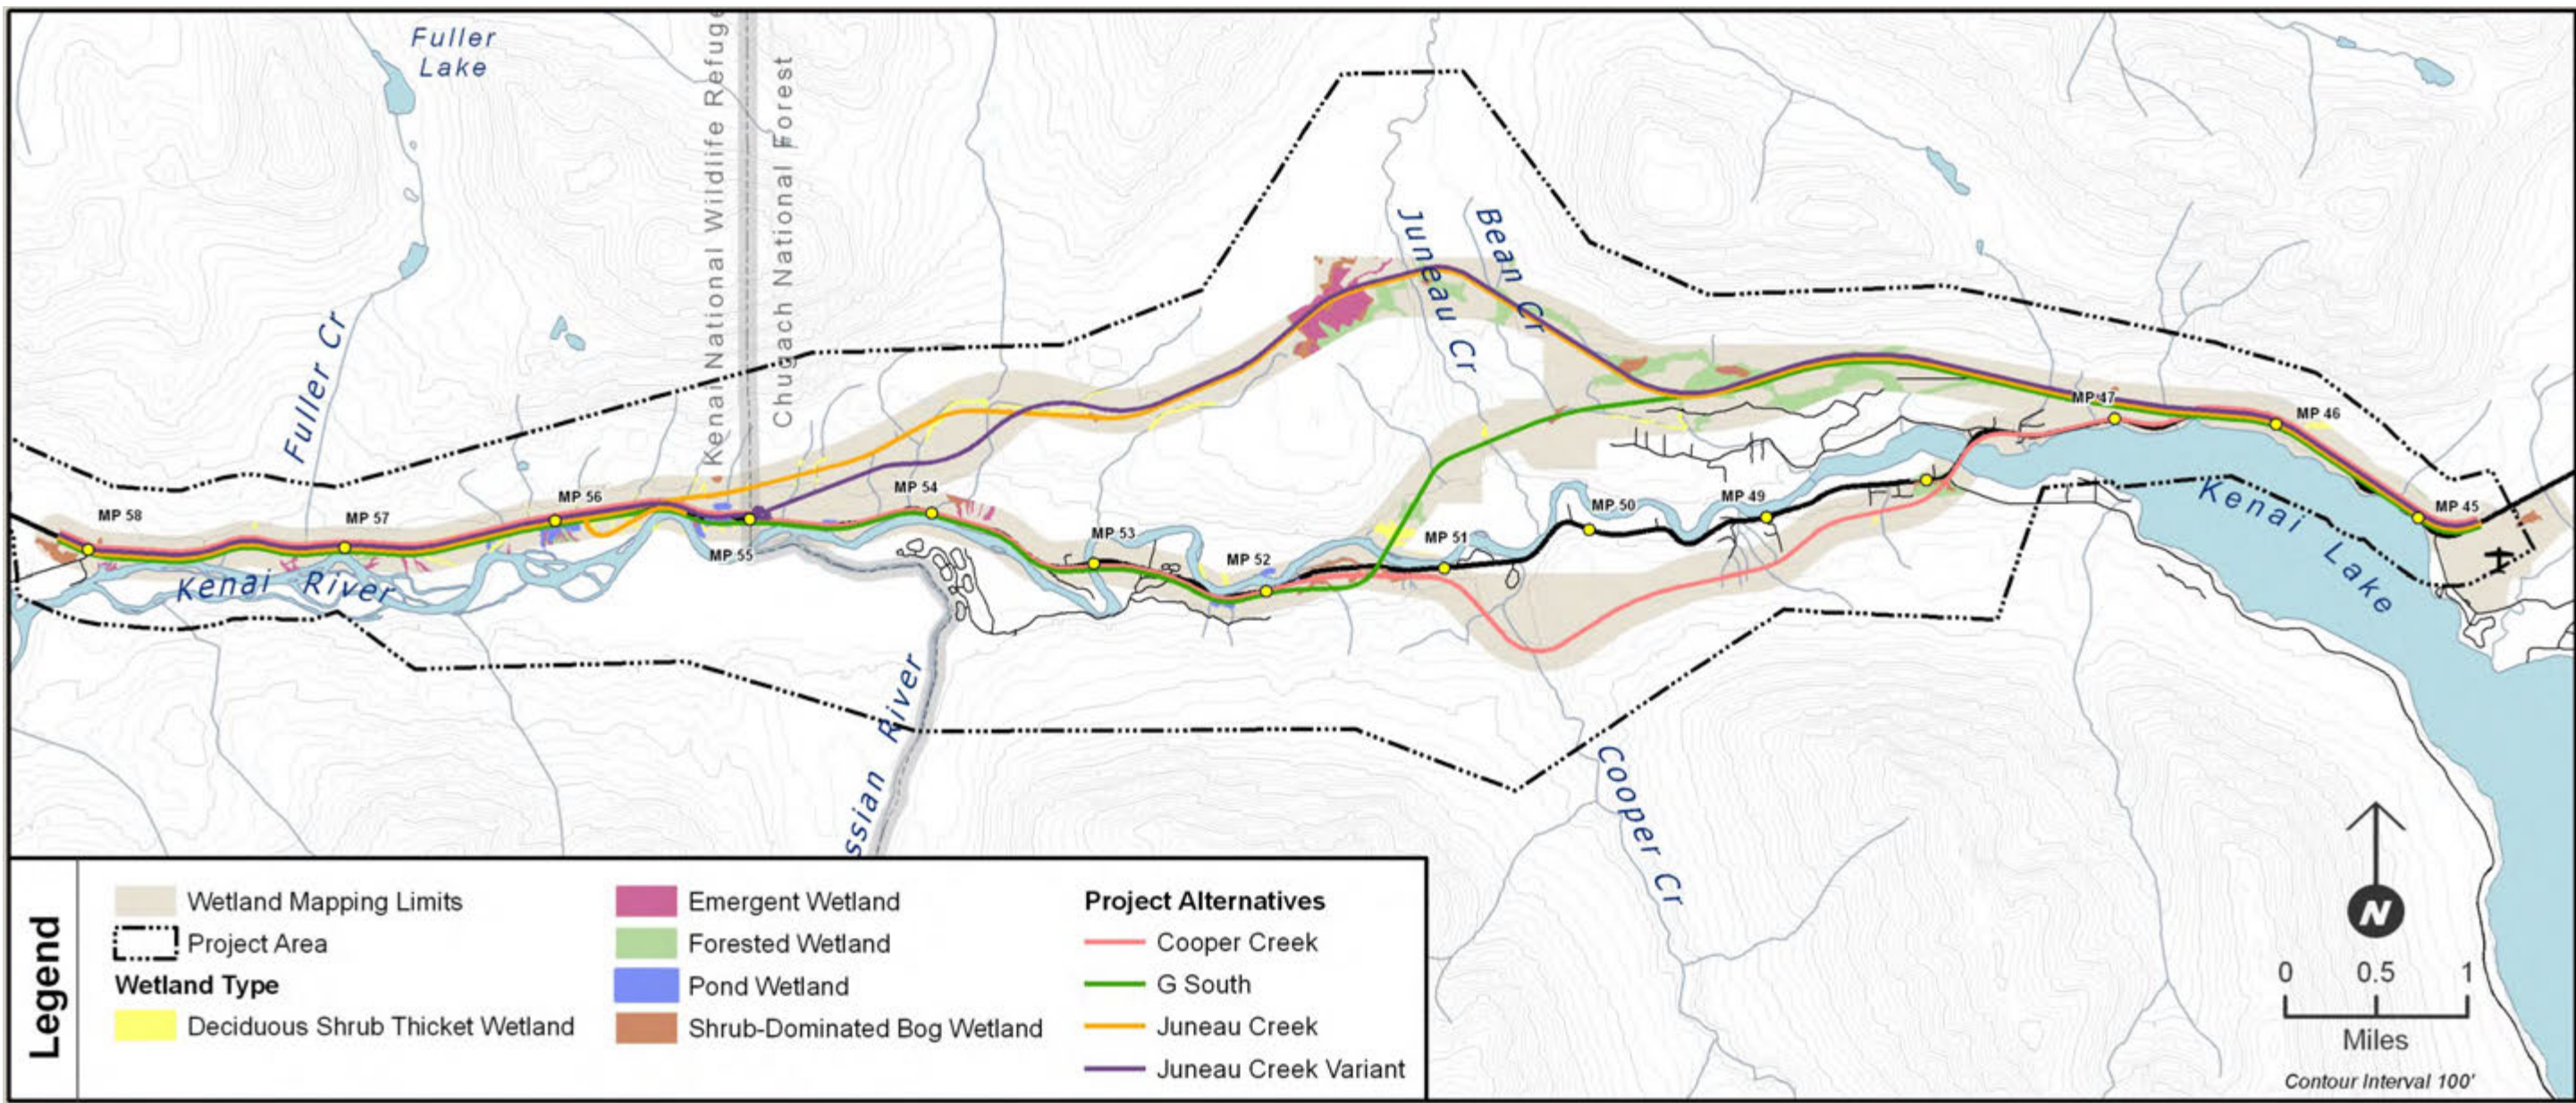 Fuller
Lake
Kenai National Wildlife Refuge
Chugach National Forest
Fuller Cr
Juneau Cr
Bean Cr
MP 58
MP 57
MP 56
MP 55
MP 54
MP 53
MP 52
MP 51
MP 50
MP 49
MP 47
MP 46
MP 45
Kenai River
Kenai Lake
ssian River
Cooper Cr
Legend
Wetland Mapping Limits
Project Area
Wetland Type
Deciduous Shrub Thicket Wetland
Emergent Wetland
Forested Wetland
Pond Wetland
Shrub-Dominated Bog Wetland
Project Alternatives
Cooper Creek
G South
Juneau Creek
Juneau Creek Variant
N
0 0.5 1
Miles
Contour Interval 100'